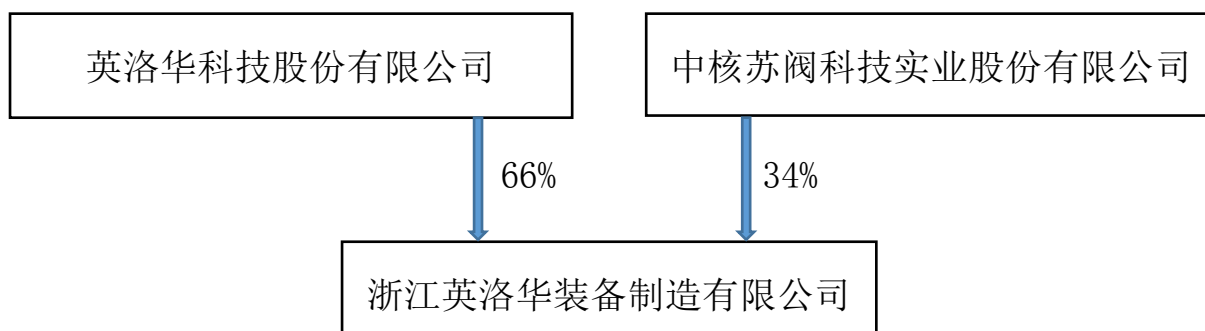 英洛华科技股份有限公司
中核苏阀科技实业股份有限公司
66%
34%
浙江英洛华装备制造有限公司